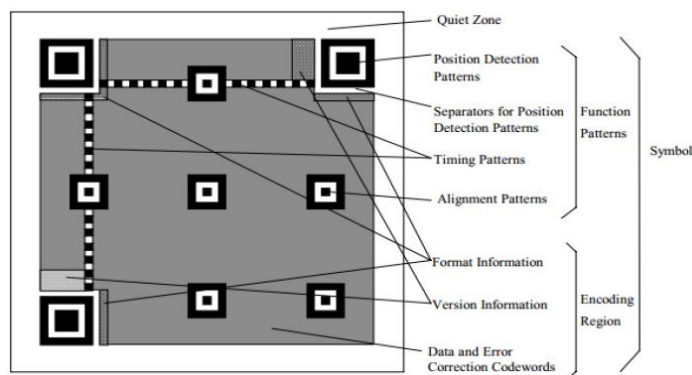 Quiet Zone
Position Detection
Patterns
Separators for Position
Detection Patterns
Function
Patterns
Symbol
Timing Patterns
Alignment Patterns
Format Information
Version Information
Encoding
Region
Data and Error
Correction Codewords